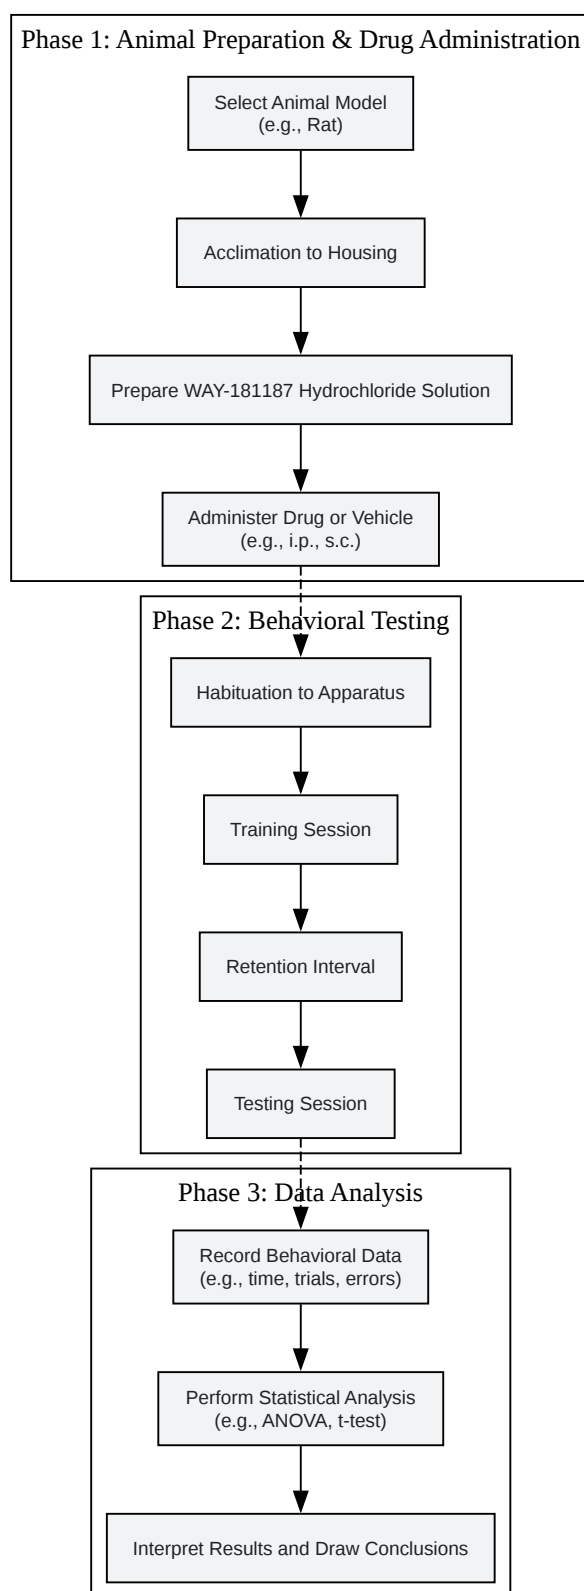 Phase 1: Animal Preparation & Drug Administration
Select Animal Model
(e.g., Rat)
Acclimation to Housing
Prepare WAY-181187 Hydrochloride Solution
Administer Drug or Vehicle
(e.g., i.p., s.c.)
Phase 2: Behavioral Testing
Habituation to Apparatus
Training Session
Retention Interval
Testing Session
Phase 3: Data Analysis
Record Behavioral Data
(e.g., time, trials, errors)
Perform Statistical Analysis
(e.g., ANOVA, t-test)
Interpret Results and Draw Conclusions